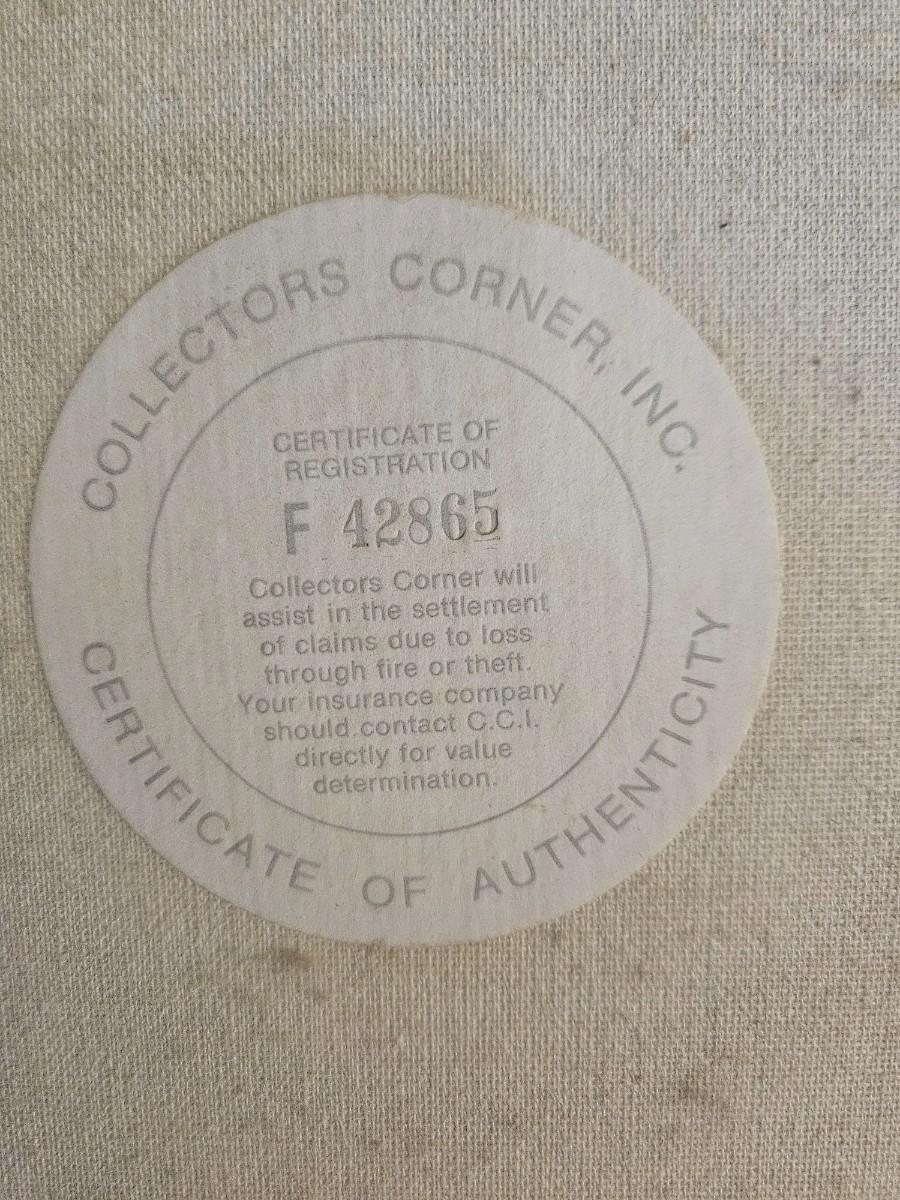 COLLECTORS CORNER, INC.
CERTIFICATE OF
REGISTRATION
F 42865
Collectors Corner will
assist in the settlement
of claims due to loss
through fire or theft.
Your insurance company
should contact C.C.I.
directly for value
determination.
CERTIFICATE OF AUTHENTICITY